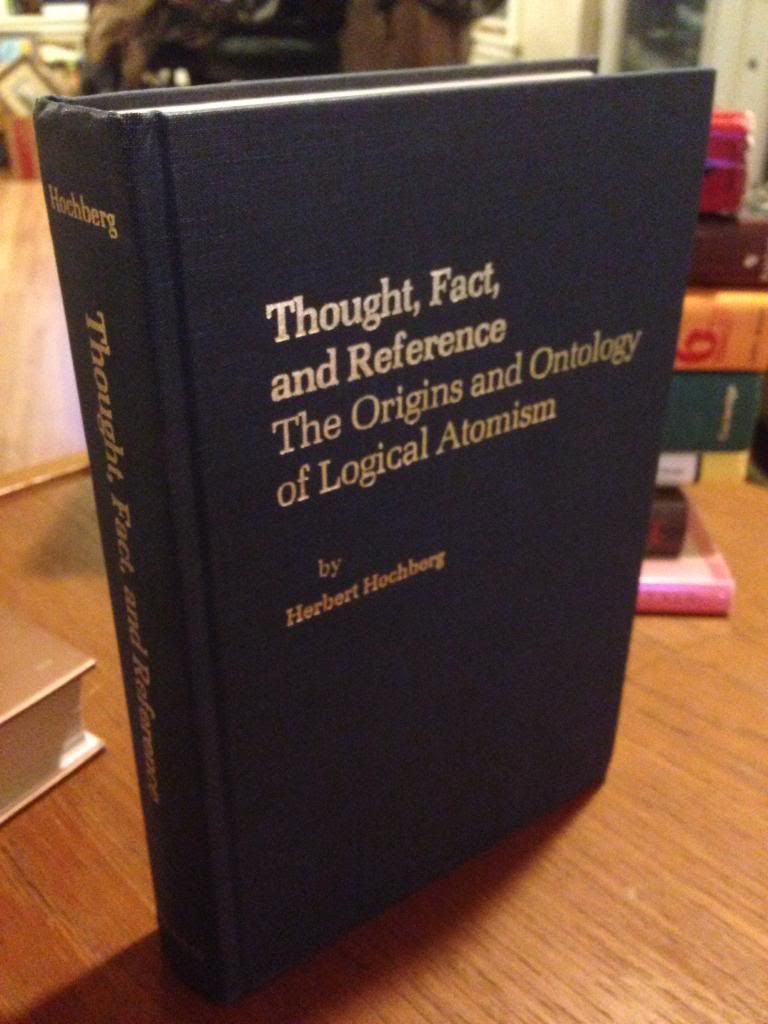 Hochberg
Thought, Fact, and Reference
Thought, Fact,
and Reference
The Origins and Ontology
of Logical Atomism
by
Herbert Hochberg
6